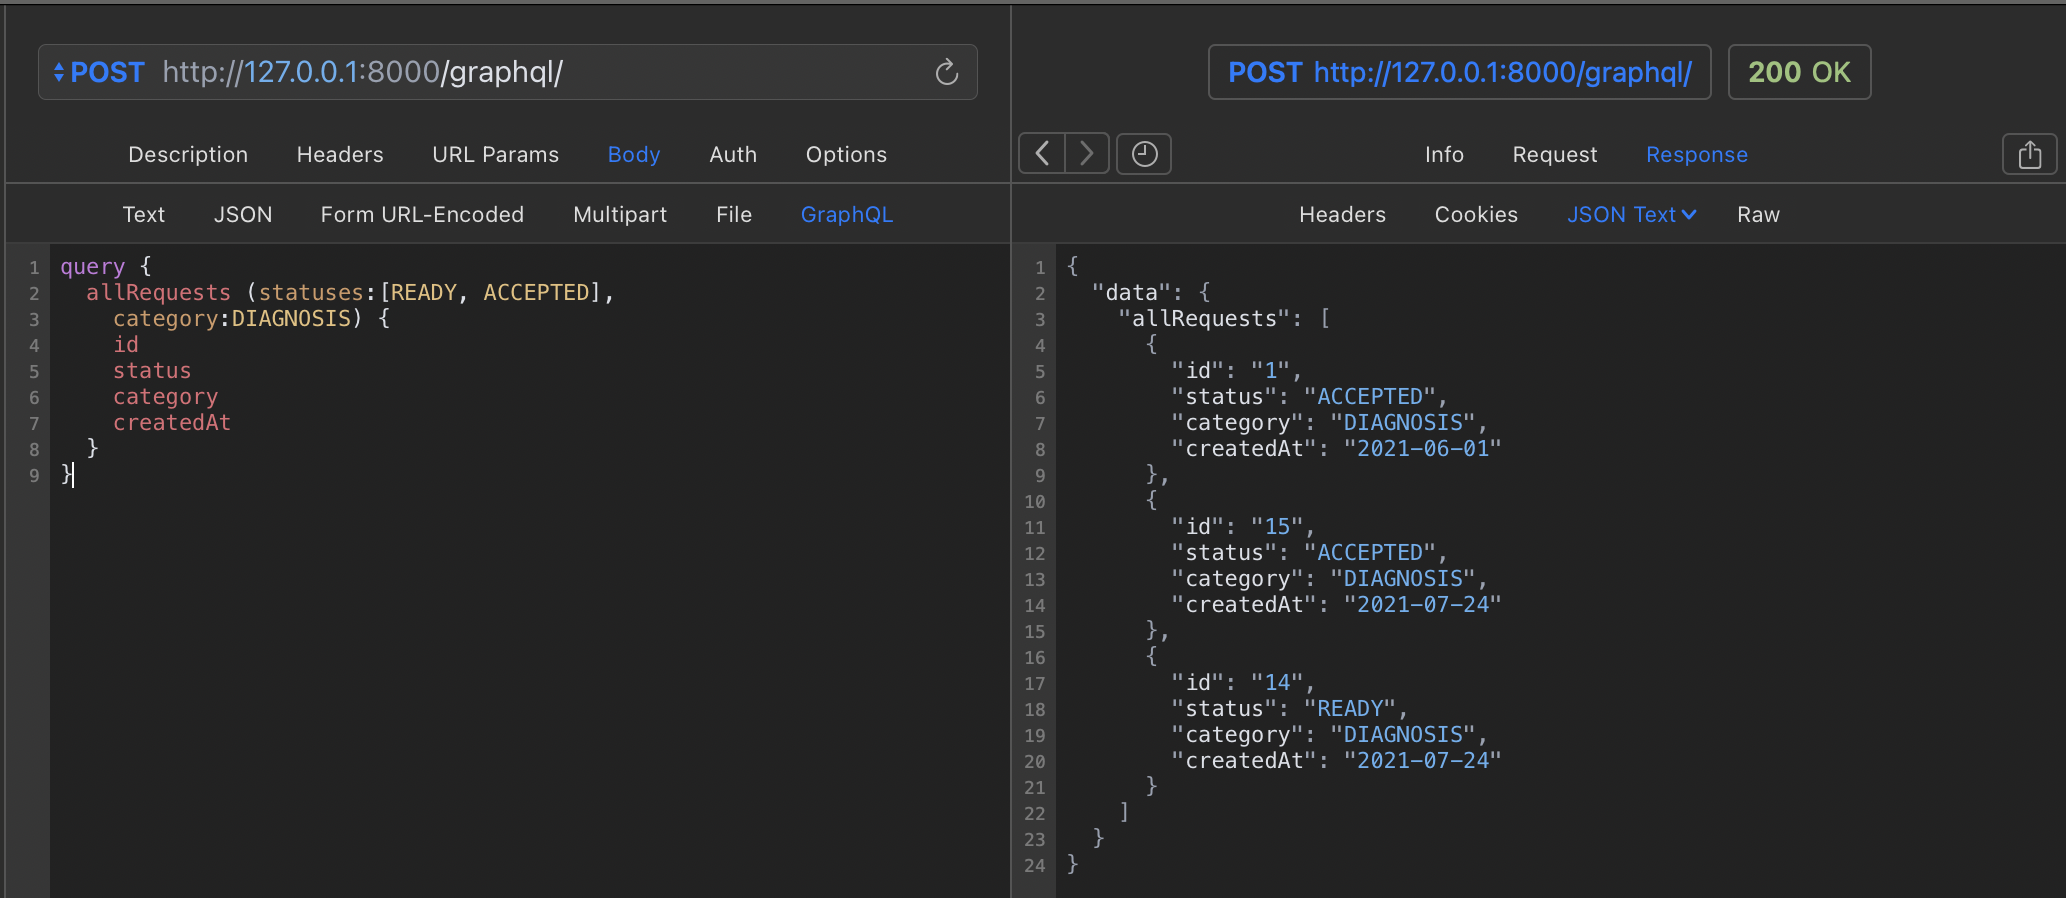 POST http://127.0.0.1:8000/graphql/
Description Headers URL Params Body Auth Options
Text JSON Form URL-Encoded Multipart File GraphQL
1 query {
2   allRequests (statuses:[READY, ACCEPTED],
3     category:DIAGNOSIS) {
4     id
5     status
6     category
7     createdAt
8   }
9 }
POST http://127.0.0.1:8000/graphql/ 200 OK
Info Request Response
Headers Cookies JSON Text Raw
1 {
2   "data": {
3     "allRequests": [
4       {
5         "id": "1",
6         "status": "ACCEPTED",
7         "category": "DIAGNOSIS",
8         "createdAt": "2021-06-01"
9       },
10       {
11         "id": "15",
12         "status": "ACCEPTED",
13         "category": "DIAGNOSIS",
14         "createdAt": "2021-07-24"
15       },
16       {
17         "id": "14",
18         "status": "READY",
19         "category": "DIAGNOSIS",
20         "createdAt": "2021-07-24"
21       }
22     ]
23   }
24 }